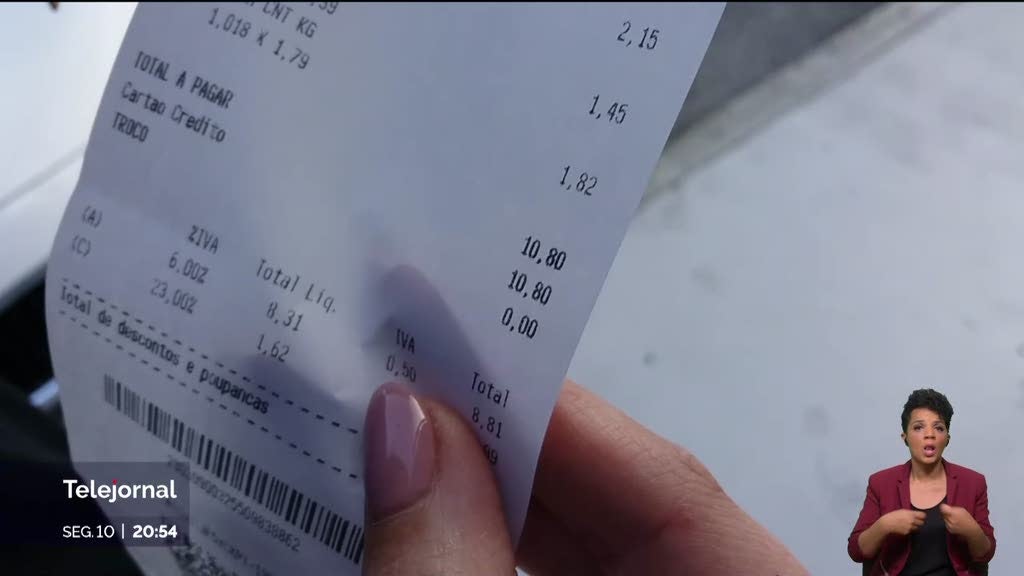 CNT KG
2,15
1,018 X 1,79
1,45
1,82
TOTAL A PAGAR 10,80
Cartao Credito 10,80
TROCO 0,00
%IVA Total Liq. IVA Total
(A) 6.00% 8,31 0,50 8,81
(C) 23,00% 1,62
Total de descontos e poupancas
Telejornal
SEG.10 | 20:54